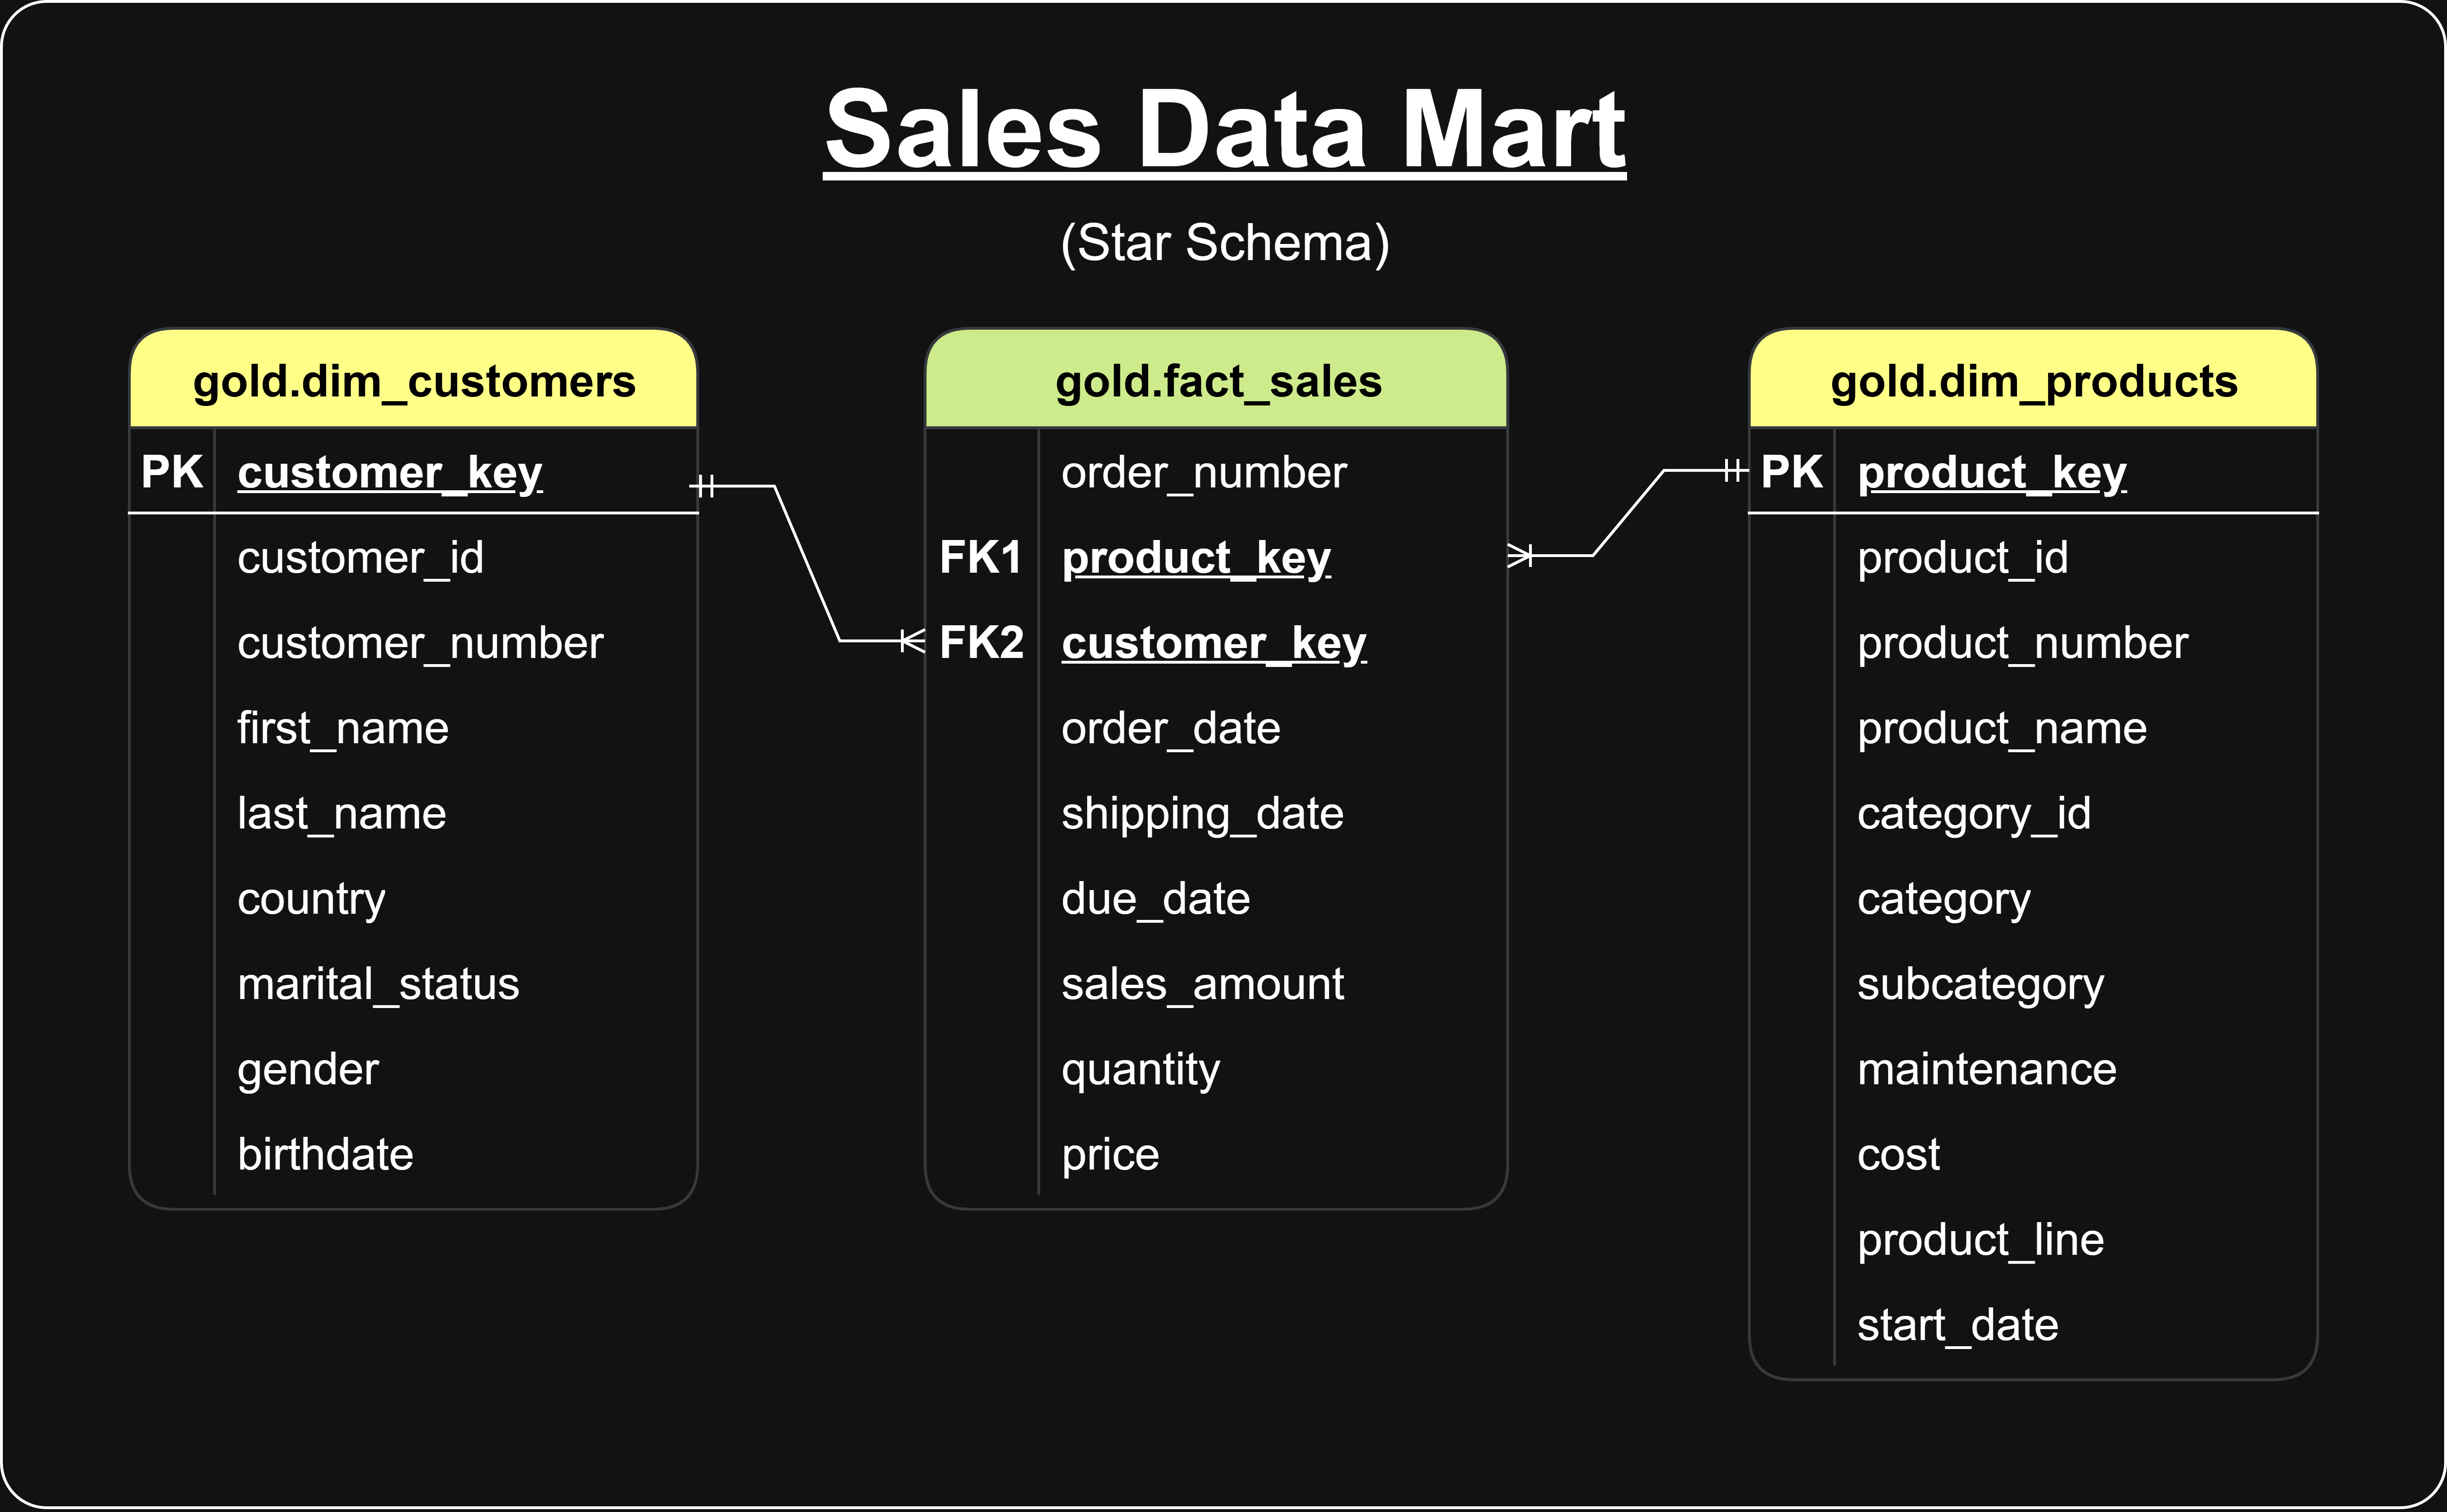 Sales Data Mart
(Star Schema)
gold.dim_customers
PK customer_key
customer_id
customer_number
first_name
last_name
country
marital_status
gender
birthdate
gold.fact_sales
order_number
FK1 product_key
FK2 customer_key
order_date
shipping_date
due_date
sales_amount
quantity
price
gold.dim_products
PK product_key
product_id
product_number
product_name
category_id
category
subcategory
maintenance
cost
product_line
start_date